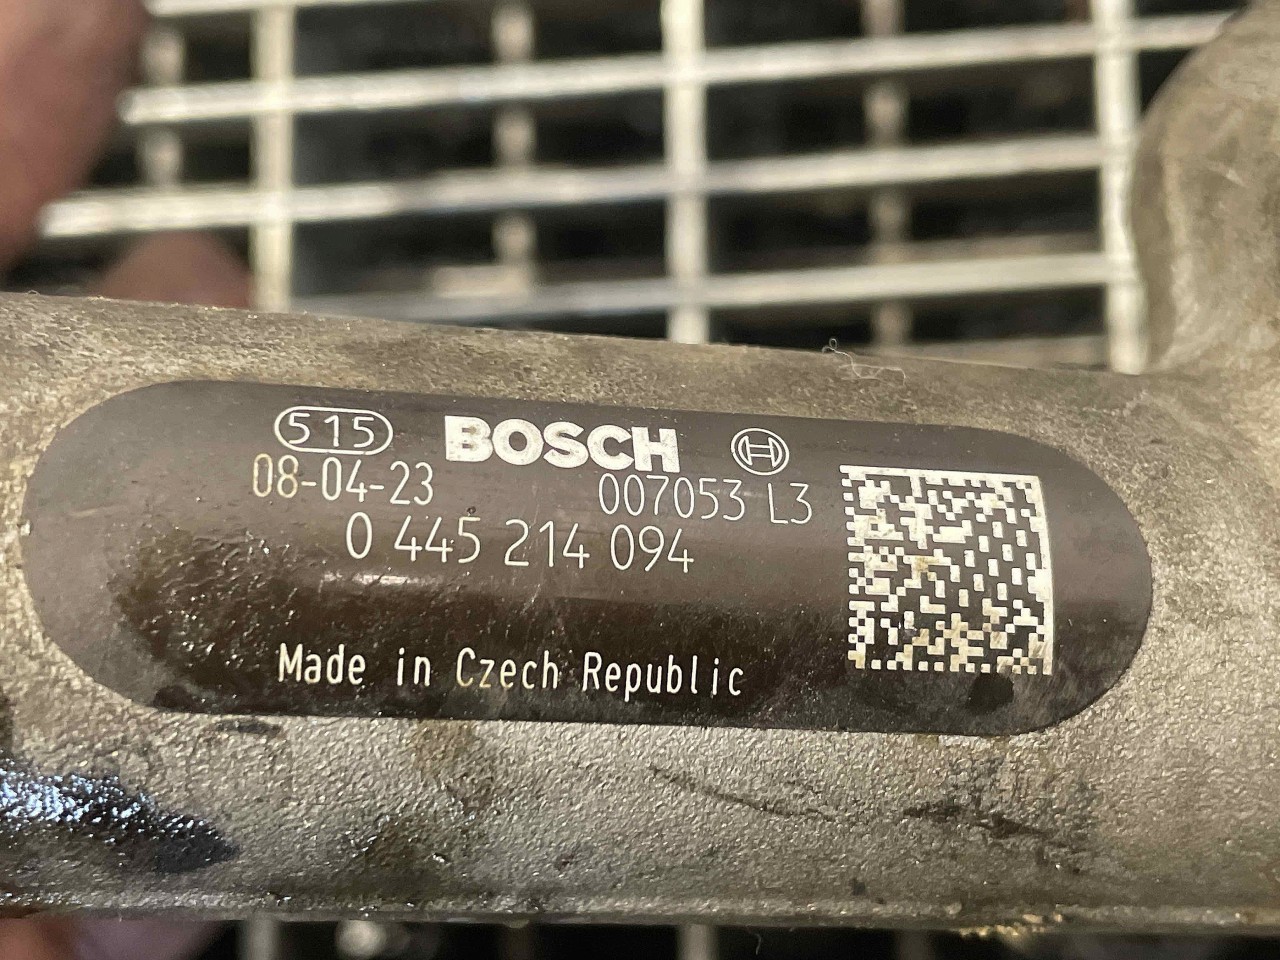 515 BOSCH
08-04-23 007053 L3
0 445 214 094
Made in Czech Republic